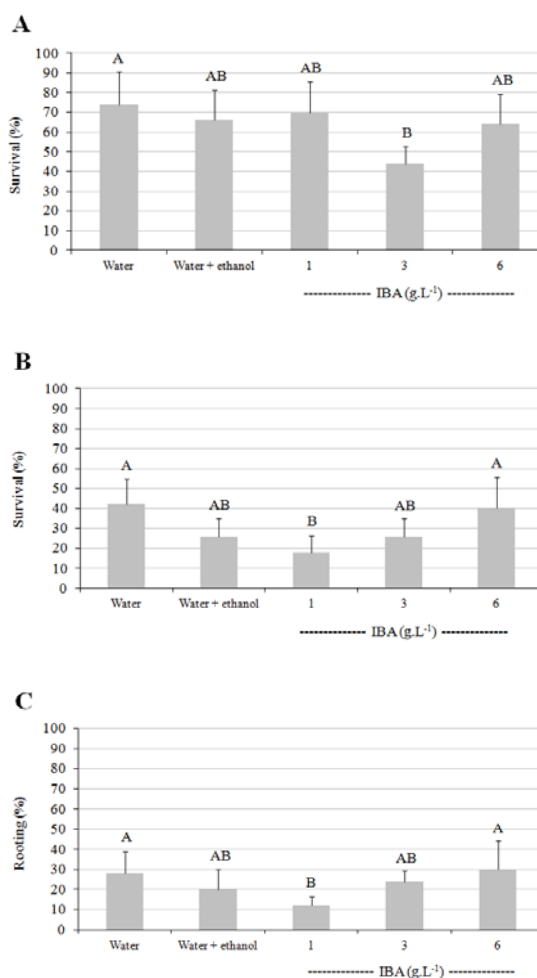 A
100
90
80
70
60
50
40
30
20
10
0
Survival (%)
A
AB
AB
B
AB
Water
Water + ethanol
1
3
6
-------------- IBA (g.L-1) --------------
B
100
90
80
70
60
50
40
30
20
10
0
Survival (%)
A
AB
B
AB
A
Water
Water + ethanol
1
3
6
-------------- IBA (g.L-1) --------------
C
100
90
80
70
60
50
40
30
20
10
0
Rooting (%)
A
AB
B
AB
A
Water
Water + ethanol
1
3
6
-------------- IBA (g.L-1) --------------